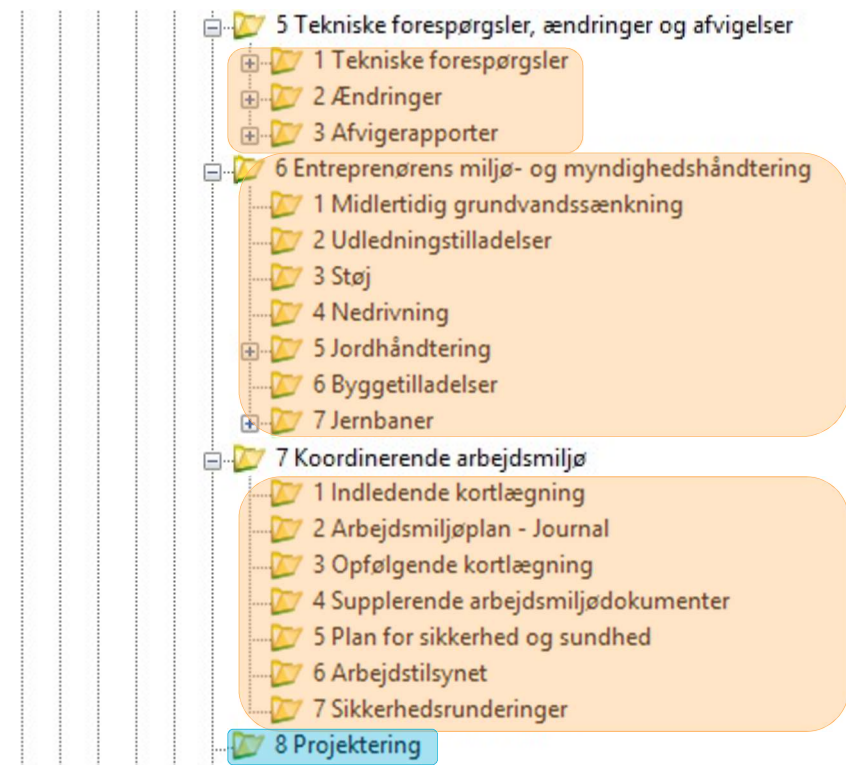 5 Tekniske forespørgsler, ændringer og afvigelser
1 Tekniske forespørgsler
2 Ændringer
3 Afvigerapporter
6 Entreprenørens miljø- og myndighedshåndtering
1 Midlertidig grundvandssænkning
2 Udledningstilladelser
3 Støj
4 Nedrivning
5 Jordhåndtering
6 Byggetilladelser
7 Jernbaner
7 Koordinerende arbejdsmiljø
1 Indledende kortlægning
2 Arbejdsmiljøplan - Journal
3 Opfølgende kortlægning
4 Supplerende arbejdsmiljødokumenter
5 Plan for sikkerhed og sundhed
6 Arbejdstilsynet
7 Sikkerhedsrunderinger
8 Projektering